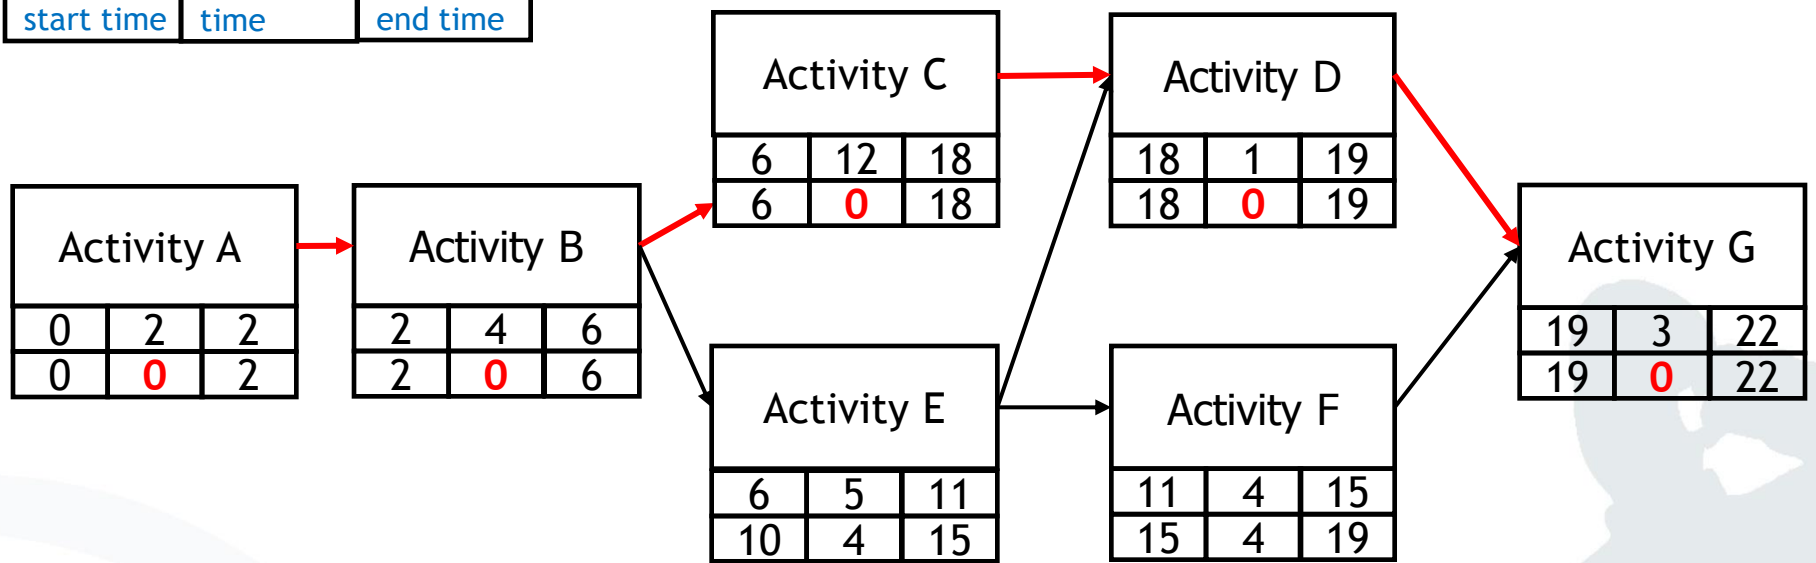 start time time end time
Activity C
6 12 18
6 0 18
Activity D
18 1 19
18 0 19
Activity A
0 2 2
0 0 2
Activity B
2 4 6
2 0 6
Activity G
19 3 22
19 0 22
Activity E
6 5 11
10 4 15
Activity F
11 4 15
15 4 19